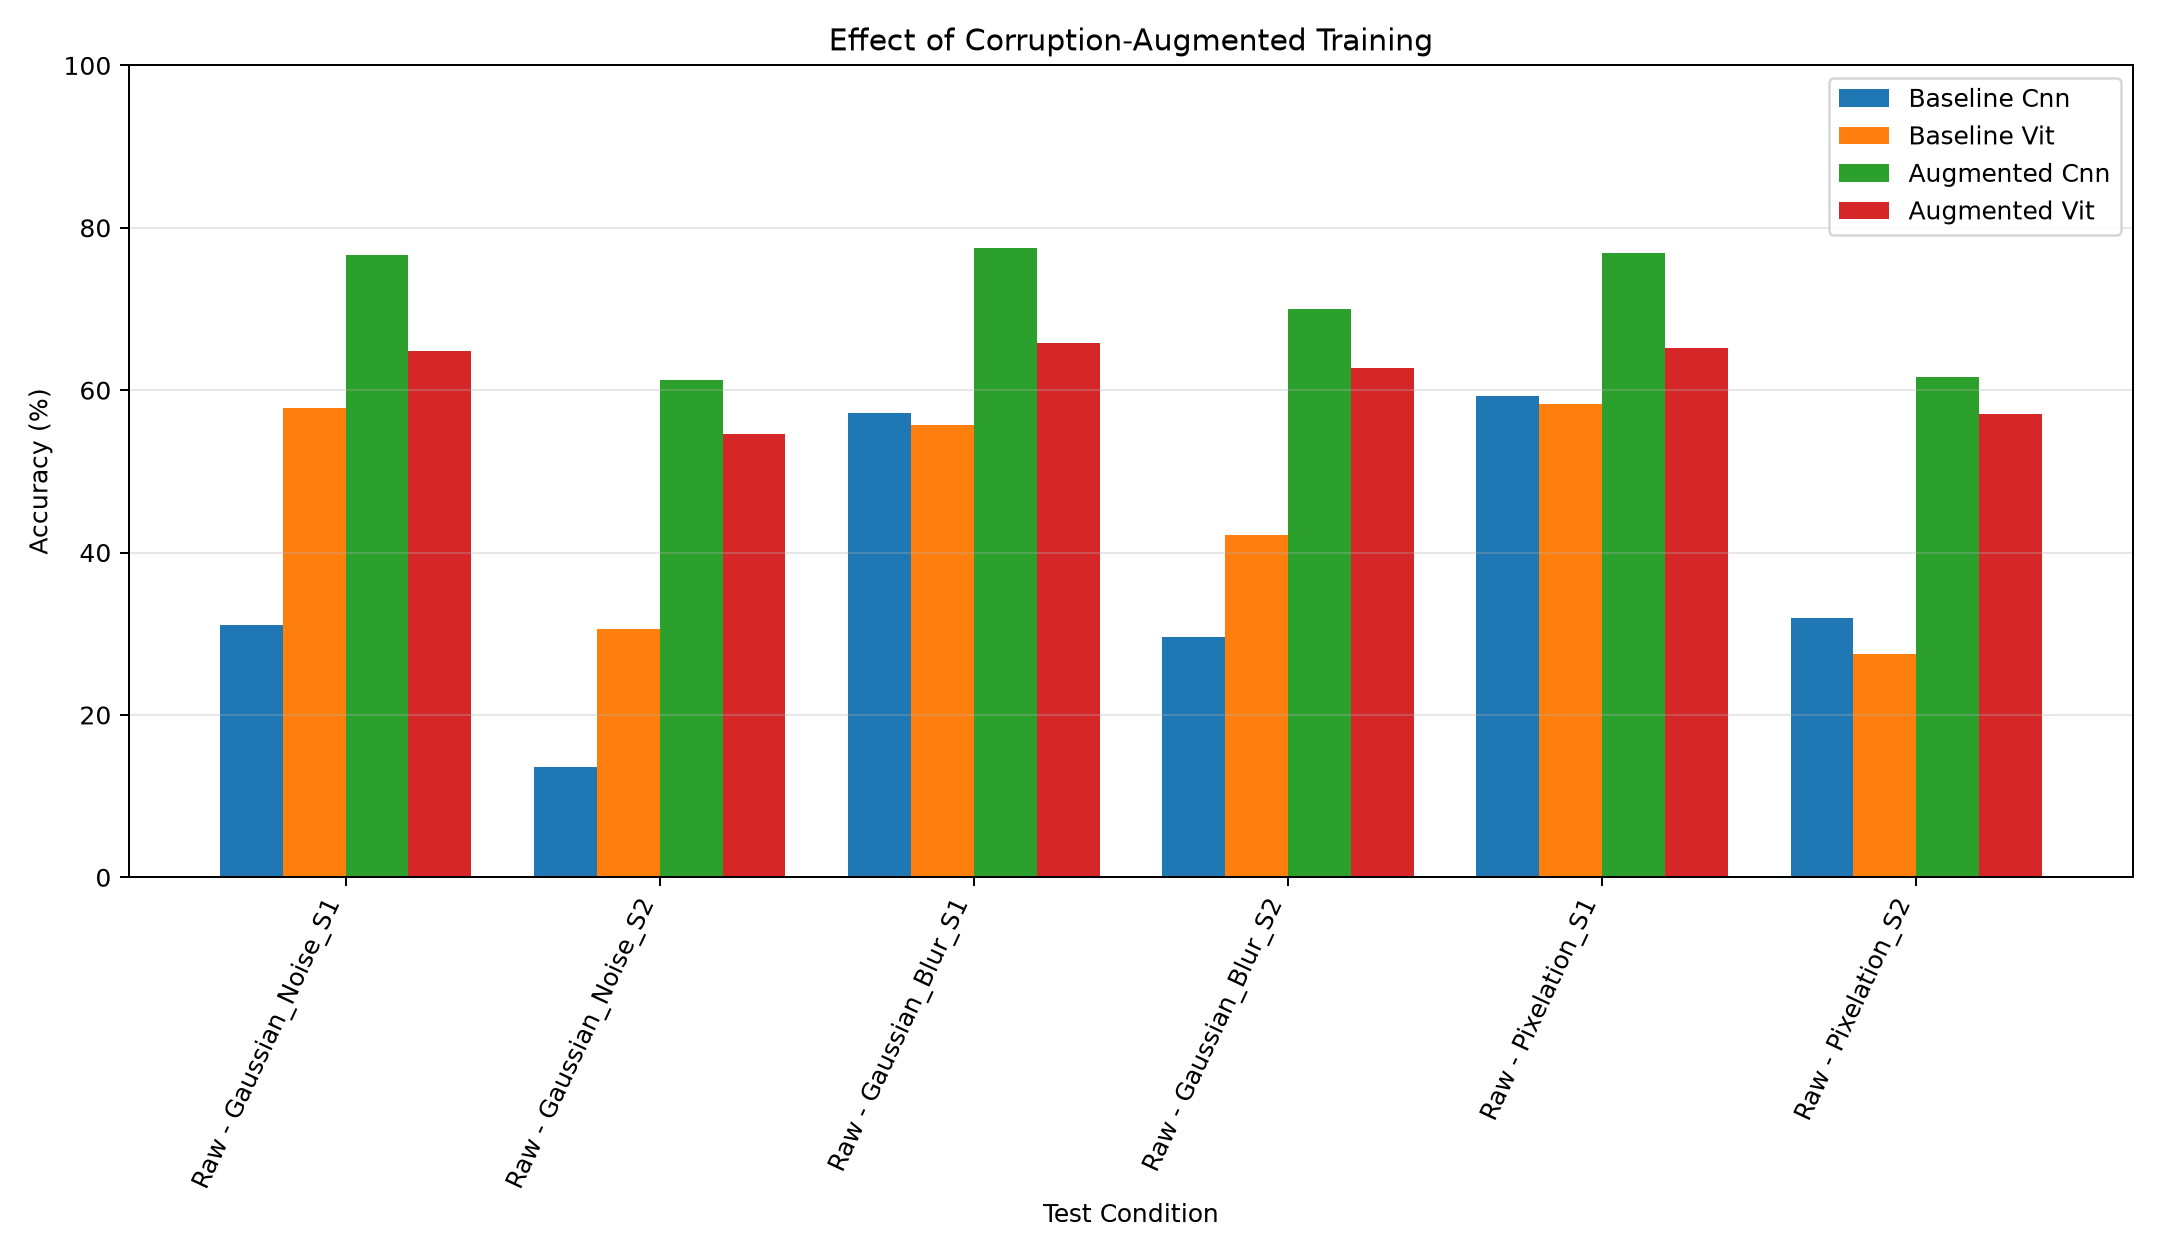 Effect of Corruption-Augmented Training
Accuracy (%)
100
80
60
40
20
0
Baseline Cnn
Baseline Vit
Augmented Cnn
Augmented Vit
Raw - Gaussian_Noise_S1
Raw - Gaussian_Noise_S2
Raw - Gaussian_Blur_S1
Raw - Gaussian_Blur_S2
Raw - Pixelation_S1
Raw - Pixelation_S2
Test Condition